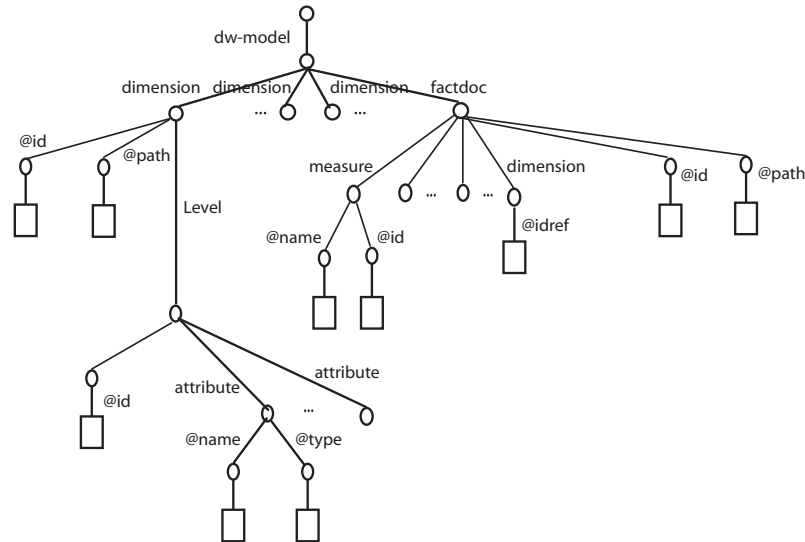 dw-model
dimension dimension dimension factdoc
... ...
@id @path measure dimension @id @path
... ...
Level
@name @id @idref
@id attribute attribute
...
@name @type